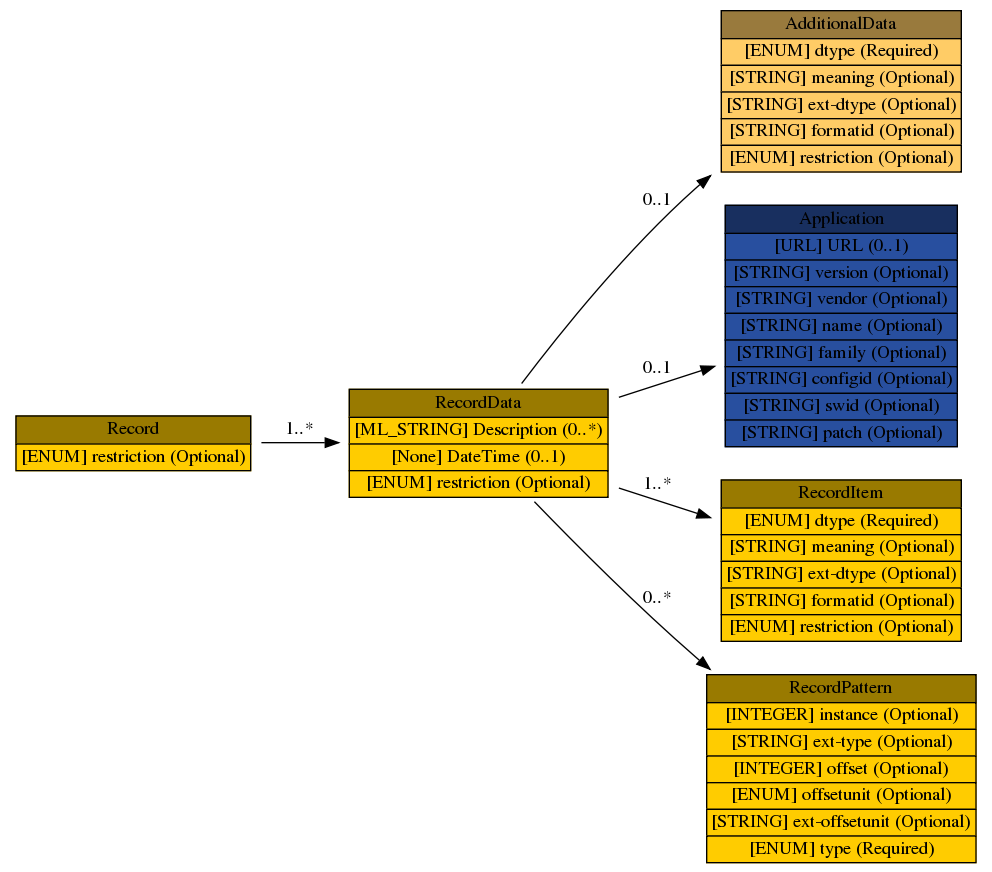 AdditionalData
[ENUM] dtype (Required)
[STRING] meaning (Optional)
[STRING] ext-dtype (Optional)
[STRING] formatid (Optional)
[ENUM] restriction (Optional)
0..1
Application
[URL] URL (0..1)
[STRING] version (Optional)
[STRING] vendor (Optional)
[STRING] name (Optional)
[STRING] family (Optional)
[STRING] configid (Optional)
[STRING] swid (Optional)
[STRING] patch (Optional)
0..1
Record
[ENUM] restriction (Optional)
1..*
RecordData
[ML_STRING] Description (0..*)
[None] DateTime (0..1)
[ENUM] restriction (Optional)
1..*
RecordItem
[ENUM] dtype (Required)
[STRING] meaning (Optional)
[STRING] ext-dtype (Optional)
[STRING] formatid (Optional)
[ENUM] restriction (Optional)
0..*
RecordPattern
[INTEGER] instance (Optional)
[STRING] ext-type (Optional)
[INTEGER] offset (Optional)
[ENUM] offsetunit (Optional)
[STRING] ext-offsetunit (Optional)
[ENUM] type (Required)